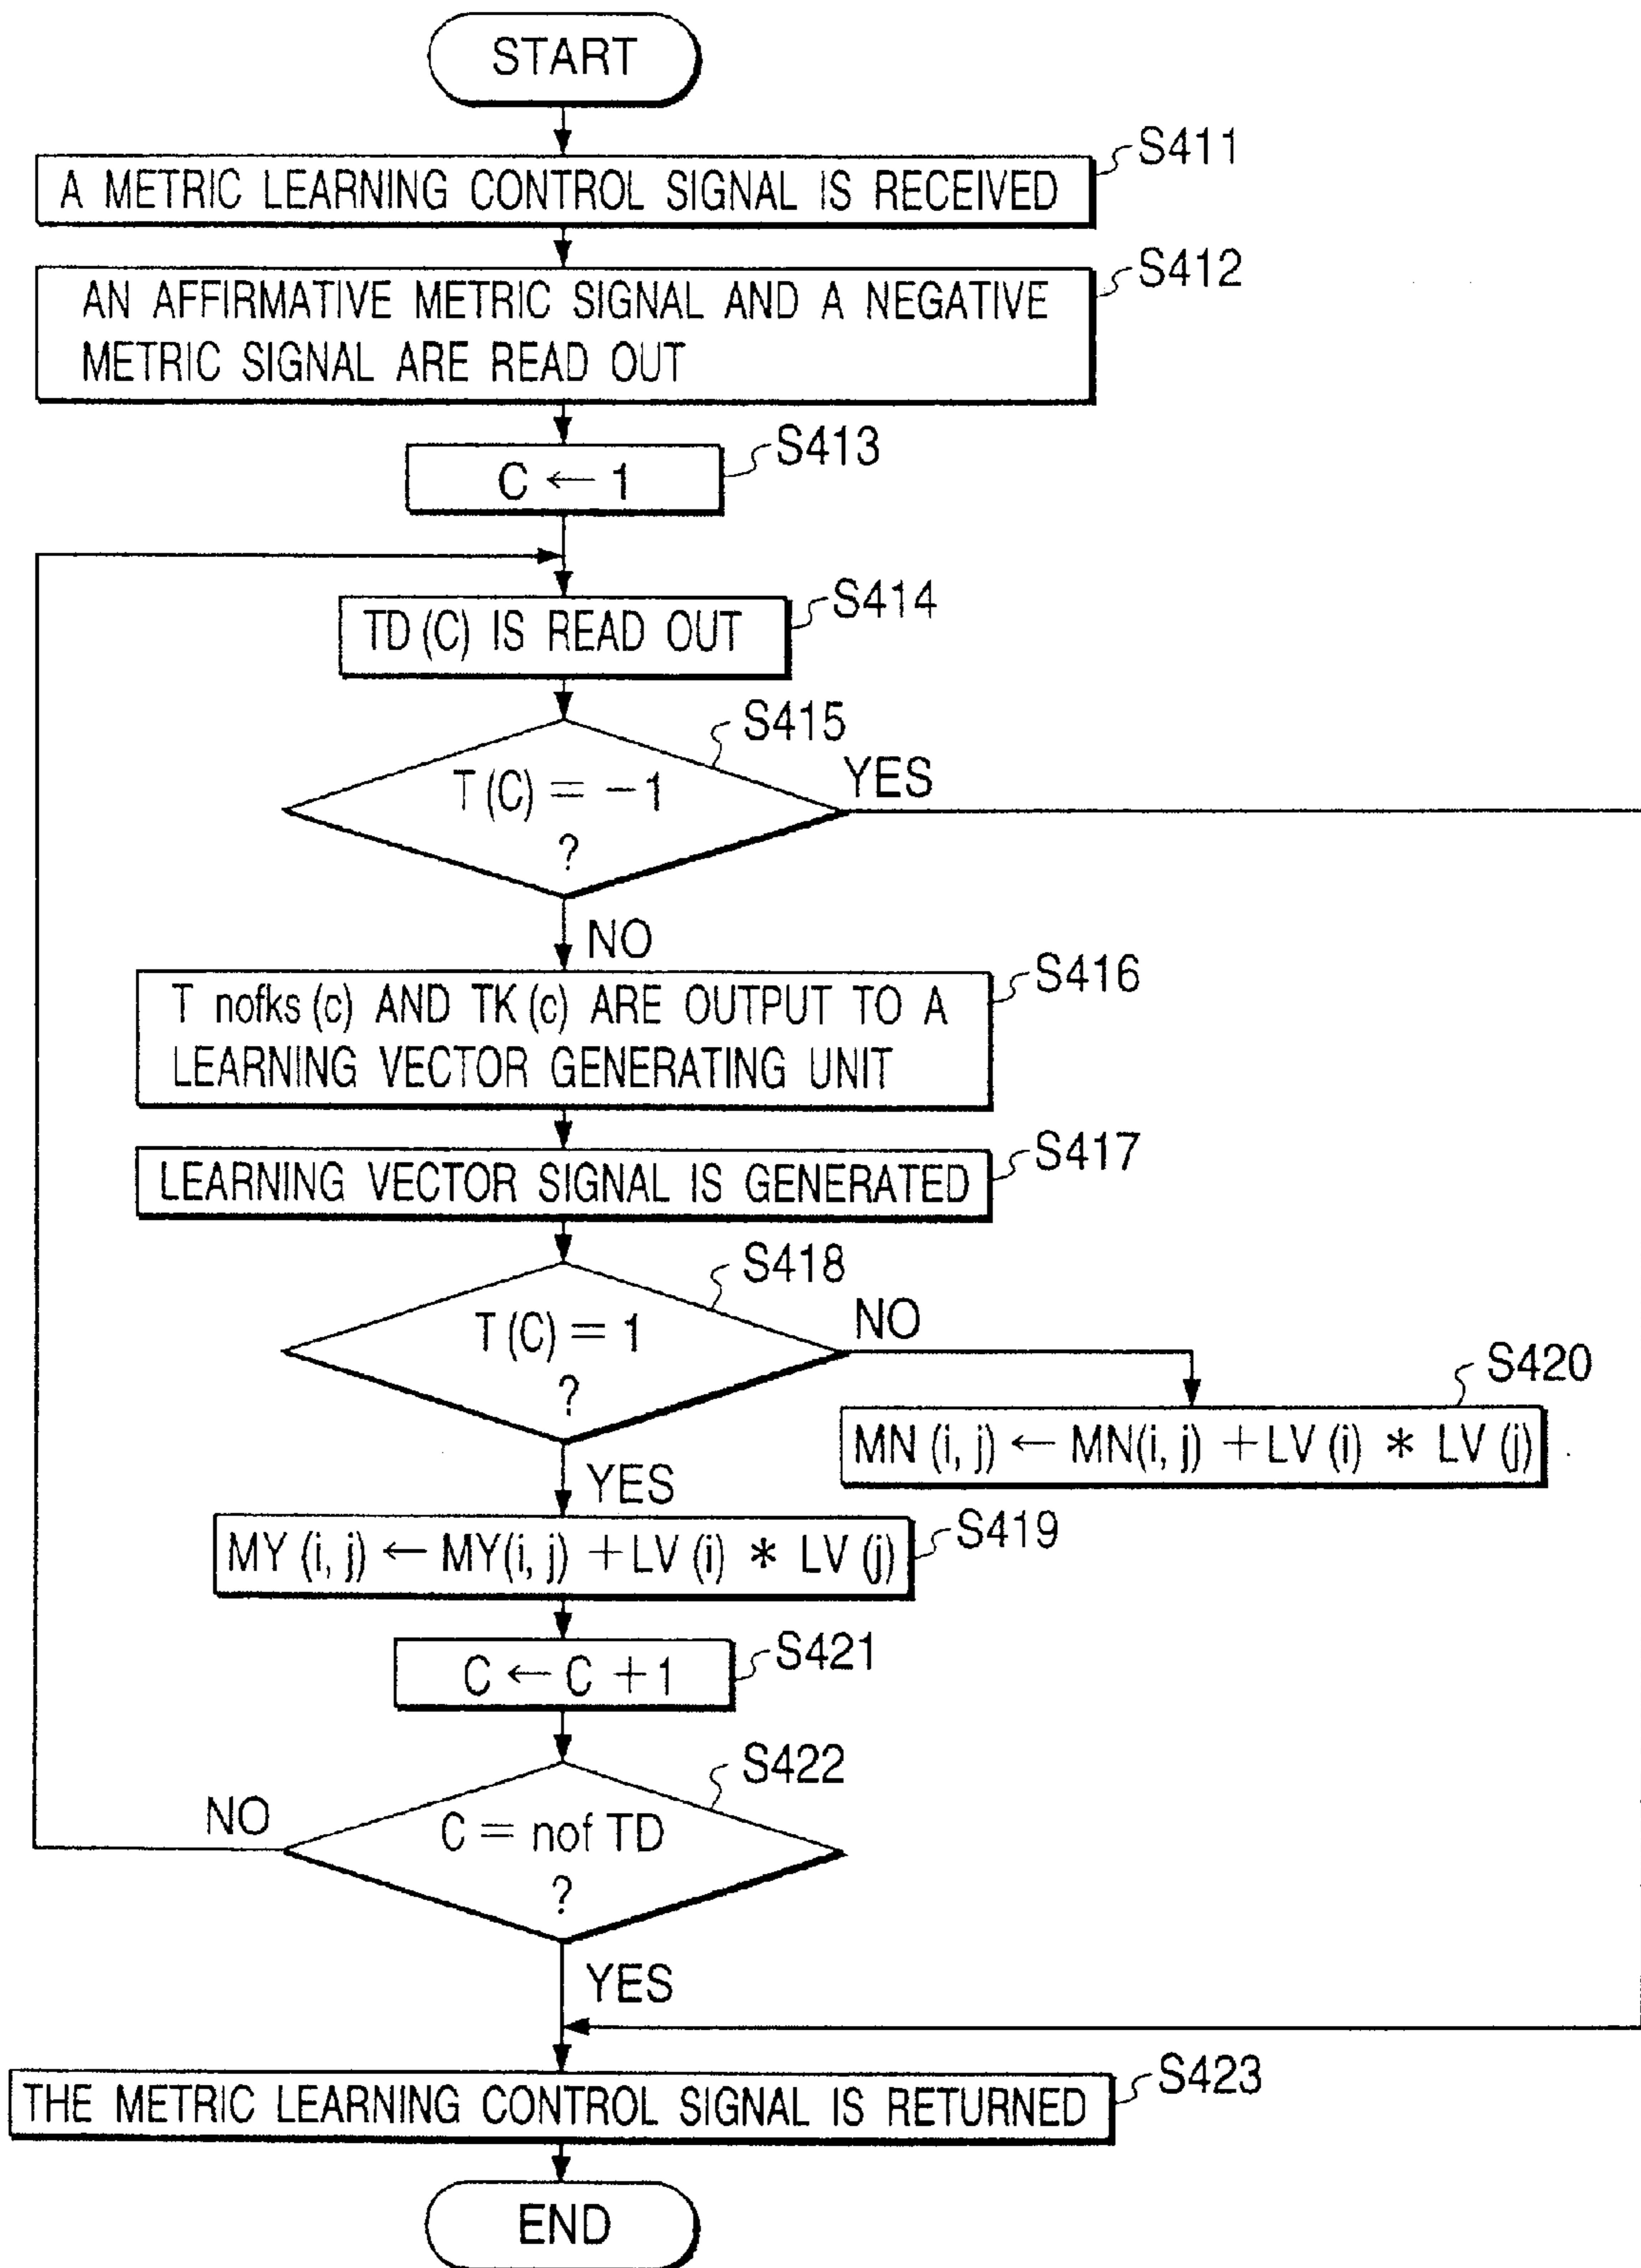 START
S411
A METRIC LEARNING CONTROL SIGNAL IS RECEIVED
S412
AN AFFIRMATIVE METRIC SIGNAL AND A NEGATIVE
METRIC SIGNAL ARE READ OUT
S413
C ← 1
S414
TD (C) IS READ OUT
S415
T (C) = −1
?
YES
NO
S416
T nofks (c) AND TK (c) ARE OUTPUT TO A
LEARNING VECTOR GENERATING UNIT
S417
LEARNING VECTOR SIGNAL IS GENERATED
S418
T (C) = 1
?
NO
S420
MN (i, j) ← MN(i, j) + LV (i) * LV (j)
YES
S419
MY (i, j) ← MY(i, j) + LV (i) * LV (j)
S421
C ← C + 1
S422
C = nof TD
?
NO
YES
S423
THE METRIC LEARNING CONTROL SIGNAL IS RETURNED
END